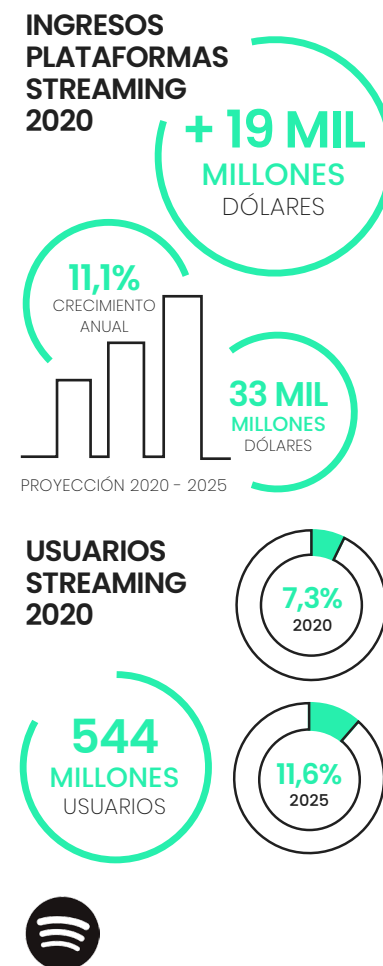 INGRESOS
PLATAFORMAS
STREAMING
2020
+ 19 MIL
MILLONES
DÓLARES
11,1%
CRECIMIENTO
ANUAL
33 MIL
MILLONES
DÓLARES
PROYECCIÓN 2020 - 2025
USUARIOS
STREAMING
2020
7,3%
2020
544
MILLONES
USUARIOS
11,6%
2025